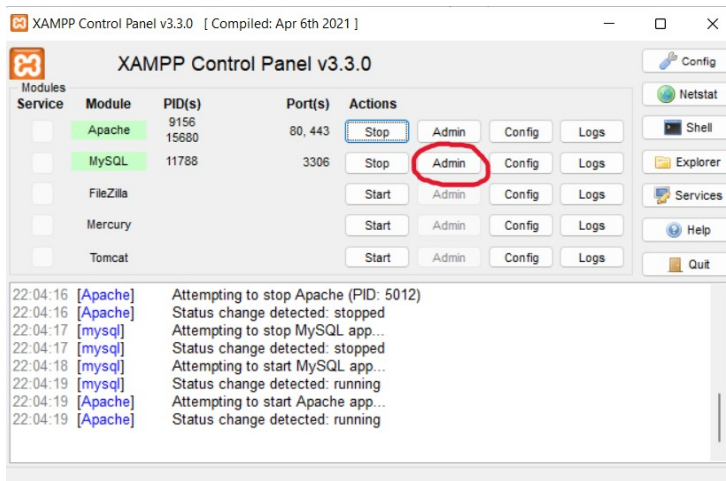 XAMPP Control Panel v3.3.0 [ Compiled: Apr 6th 2021 ]
XAMPP Control Panel v3.3.0
Config
Modules
Service Module PID(s) Port(s) Actions
Netstat
Apache 9156 15680 80, 443 Stop Admin Config Logs
Shell
MySQL 11788 3306 Stop Admin Config Logs
Explorer
FileZilla Start Admin Config Logs
Services
Mercury Start Admin Config Logs
Help
Tomcat Start Admin Config Logs
Quit
22:04:16 [Apache] Attempting to stop Apache (PID: 5012)
22:04:16 [Apache] Status change detected: stopped
22:04:17 [mysql] Attempting to stop MySQL app...
22:04:17 [mysql] Status change detected: stopped
22:04:18 [mysql] Attempting to start MySQL app...
22:04:19 [mysql] Status change detected: running
22:04:19 [Apache] Attempting to start Apache app...
22:04:19 [Apache] Status change detected: running